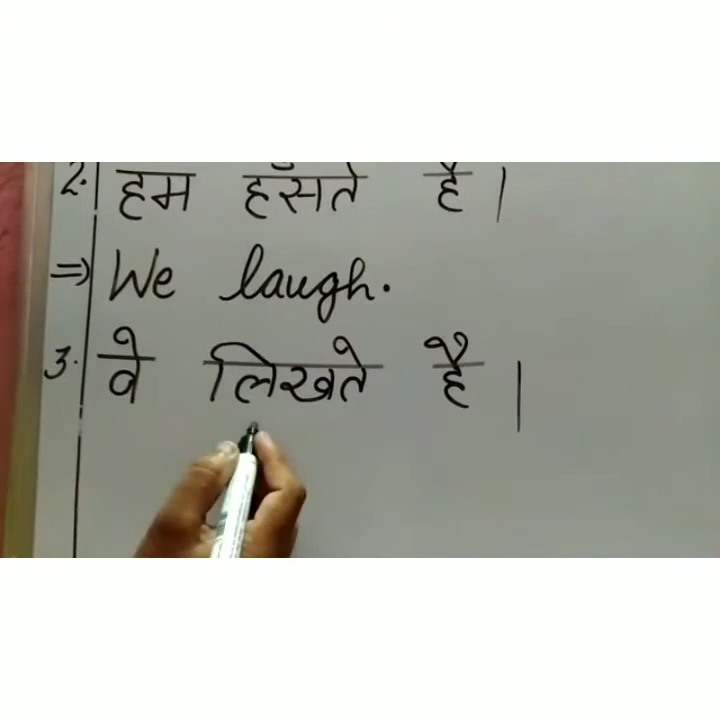 2. हम हँसते है।
=> We laugh.
3. वे लिखते है।